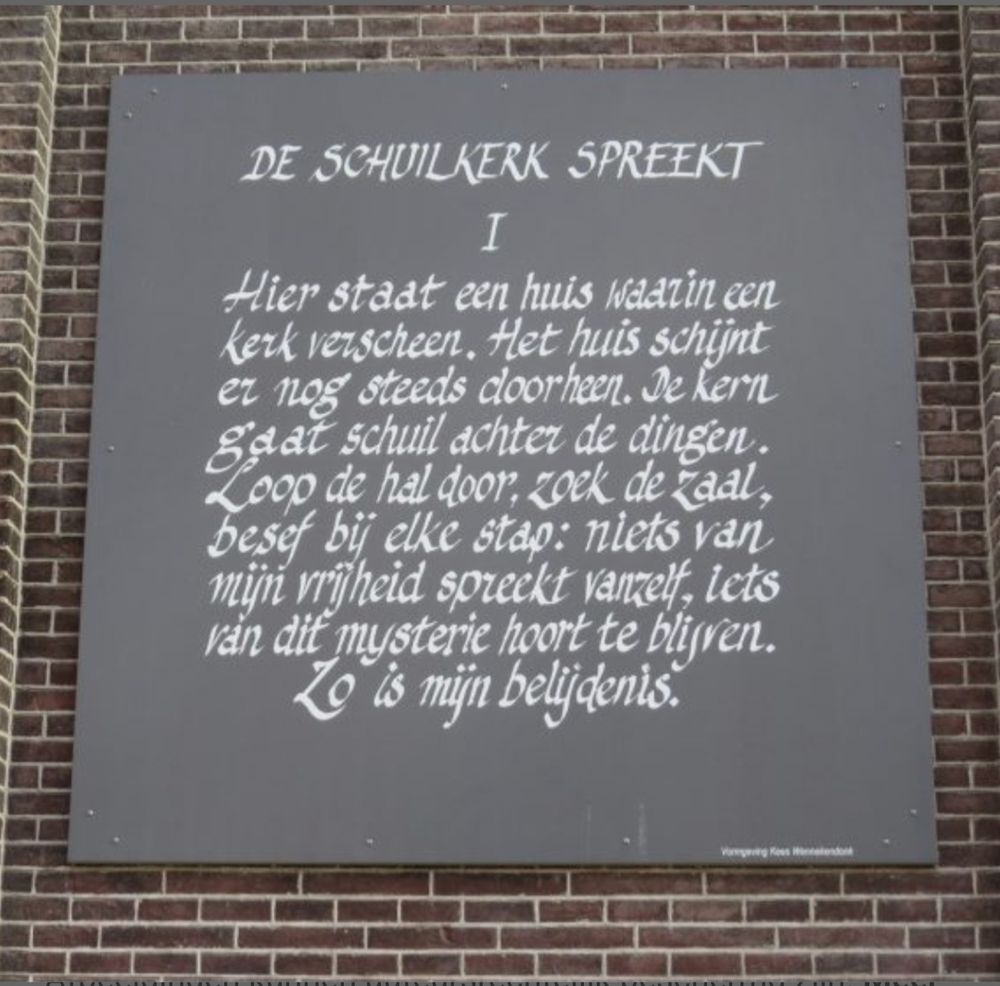 DE SCHUILKERK SPREEKT
I
Hier staat een huis waarin een
kerk verscheen. Het huis schijnt
er nog steeds doorheen. De kern
gaat schuil achter de dingen.
Loop de hal door, zoek de zaal,
besef bij elke stap: niets van
mijn vrijheid spreekt vanzelf, iets
van dit mysterie hoort te blijven.
Zo is mijn belijdenis.
Vormgeving Kees